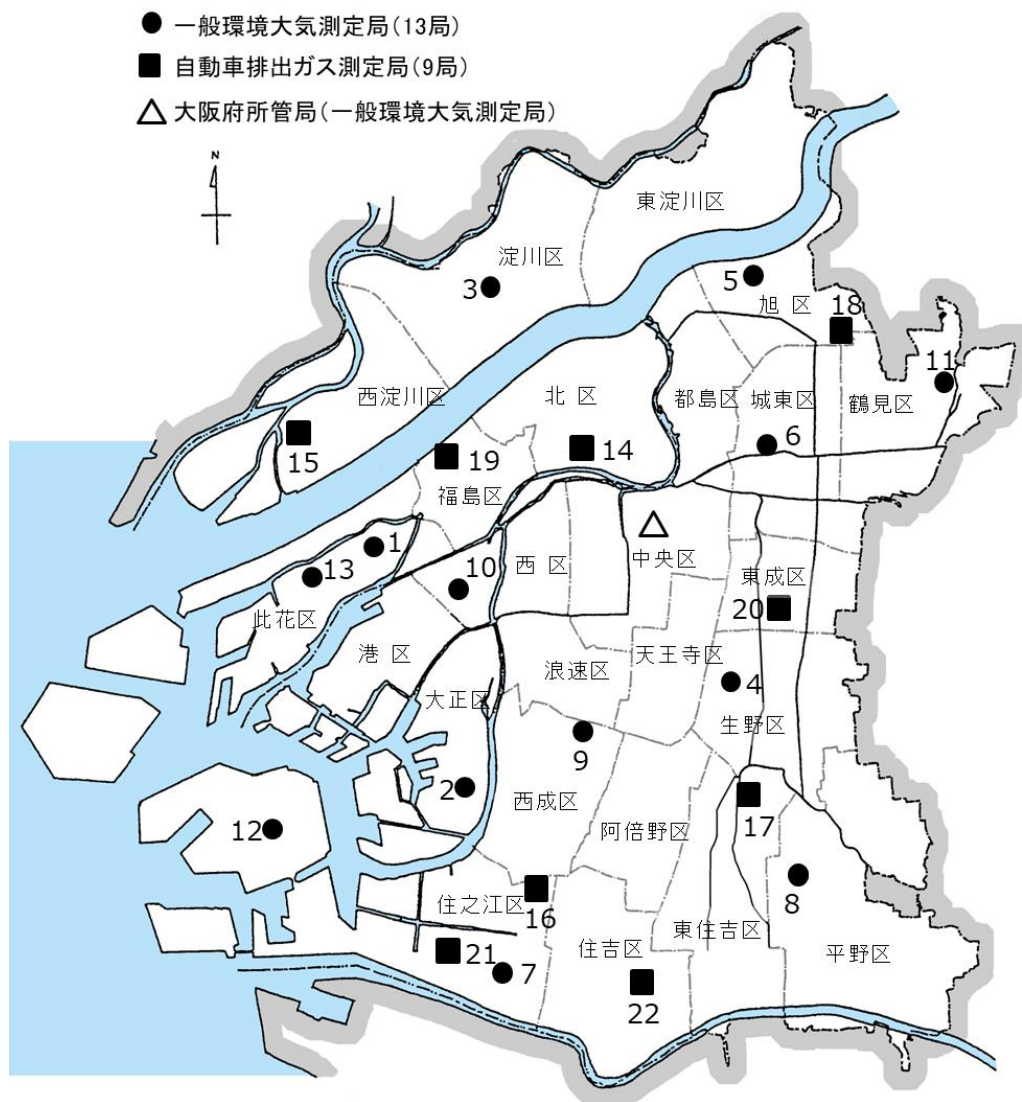 ● 一般環境大気測定局(13局)
■ 自動車排出ガス測定局(9局)
△ 大阪府所管局(一般環境大気測定局)
N
東淀川区
淀川区
3
5
旭区
18
11
西淀川区
北区
都島区
城東区
鶴見区
15
19
14
6
福島区
1
13
10
西区
中央区
東成区
20
此花区
港区
浪速区
天王寺区
4
大正区
生野区
9
2
西成区
12
阿倍野区
17
8
住之江区
16
東住吉区
21
7
住吉区
平野区
22